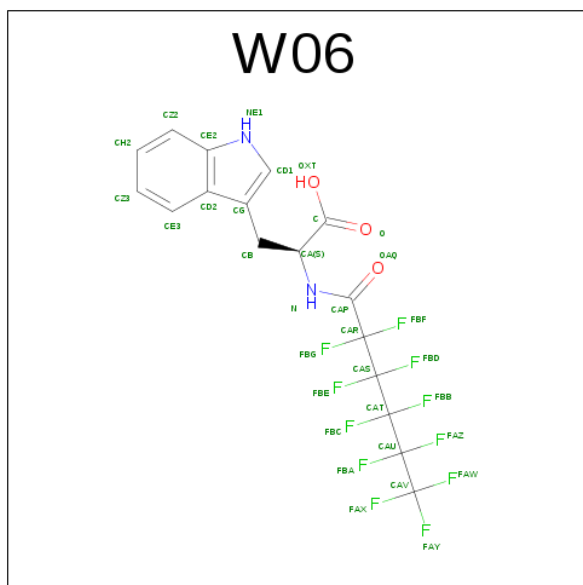 W06
NE1
CZ2
H
N
CE2
CH2
CD1
OXT
HO
CZ3
CD2
CG
C
O
O
CE3
CB
CA(S)
OAQ
O
N
H
N
CAP
CAR
F
FBF
FBG
F
CAS
F
FBD
FBE
F
CAT
F
FBB
FBC
F
CAU
F
FAZ
FBA
F
CAV
F
FAW
FAX
F
F
FAY